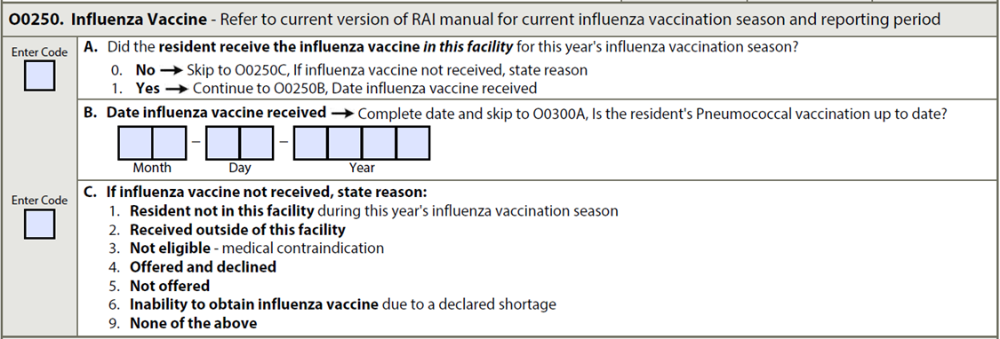 O0250. Influenza Vaccine - Refer to current version of RAI manual for current influenza vaccination season and reporting period
Enter Code
A. Did the resident receive the influenza vaccine in this facility for this year's influenza vaccination season?
0. No → Skip to O0250C, If influenza vaccine not received, state reason
1. Yes → Continue to O0250B, Date influenza vaccine received
B. Date influenza vaccine received → Complete date and skip to O0300A, Is the resident's Pneumococcal vaccination up to date?
– –
Month Day Year
Enter Code
C. If influenza vaccine not received, state reason:
1. Resident not in this facility during this year's influenza vaccination season
2. Received outside of this facility
3. Not eligible - medical contraindication
4. Offered and declined
5. Not offered
6. Inability to obtain influenza vaccine due to a declared shortage
9. None of the above